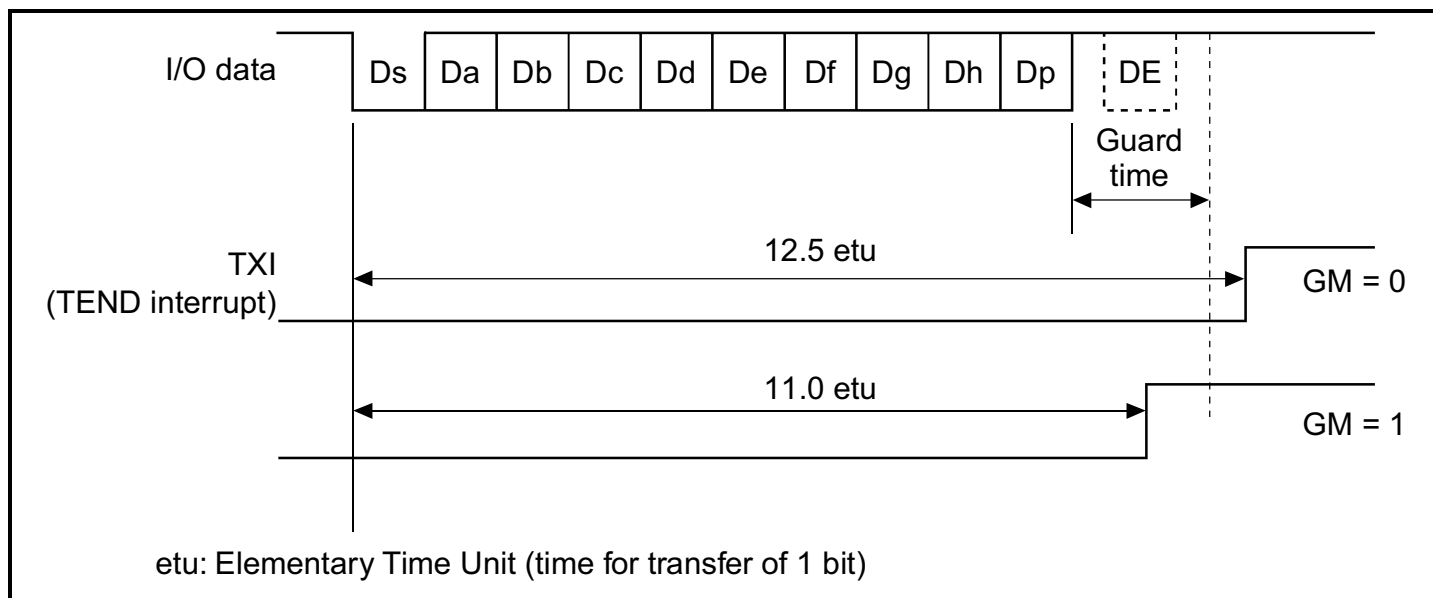 I/O data
Ds Da Db Dc Dd De Df Dg Dh Dp DE
Guard
time
12.5 etu
TXI
(TEND interrupt)
GM = 0
11.0 etu
GM = 1
etu: Elementary Time Unit (time for transfer of 1 bit)